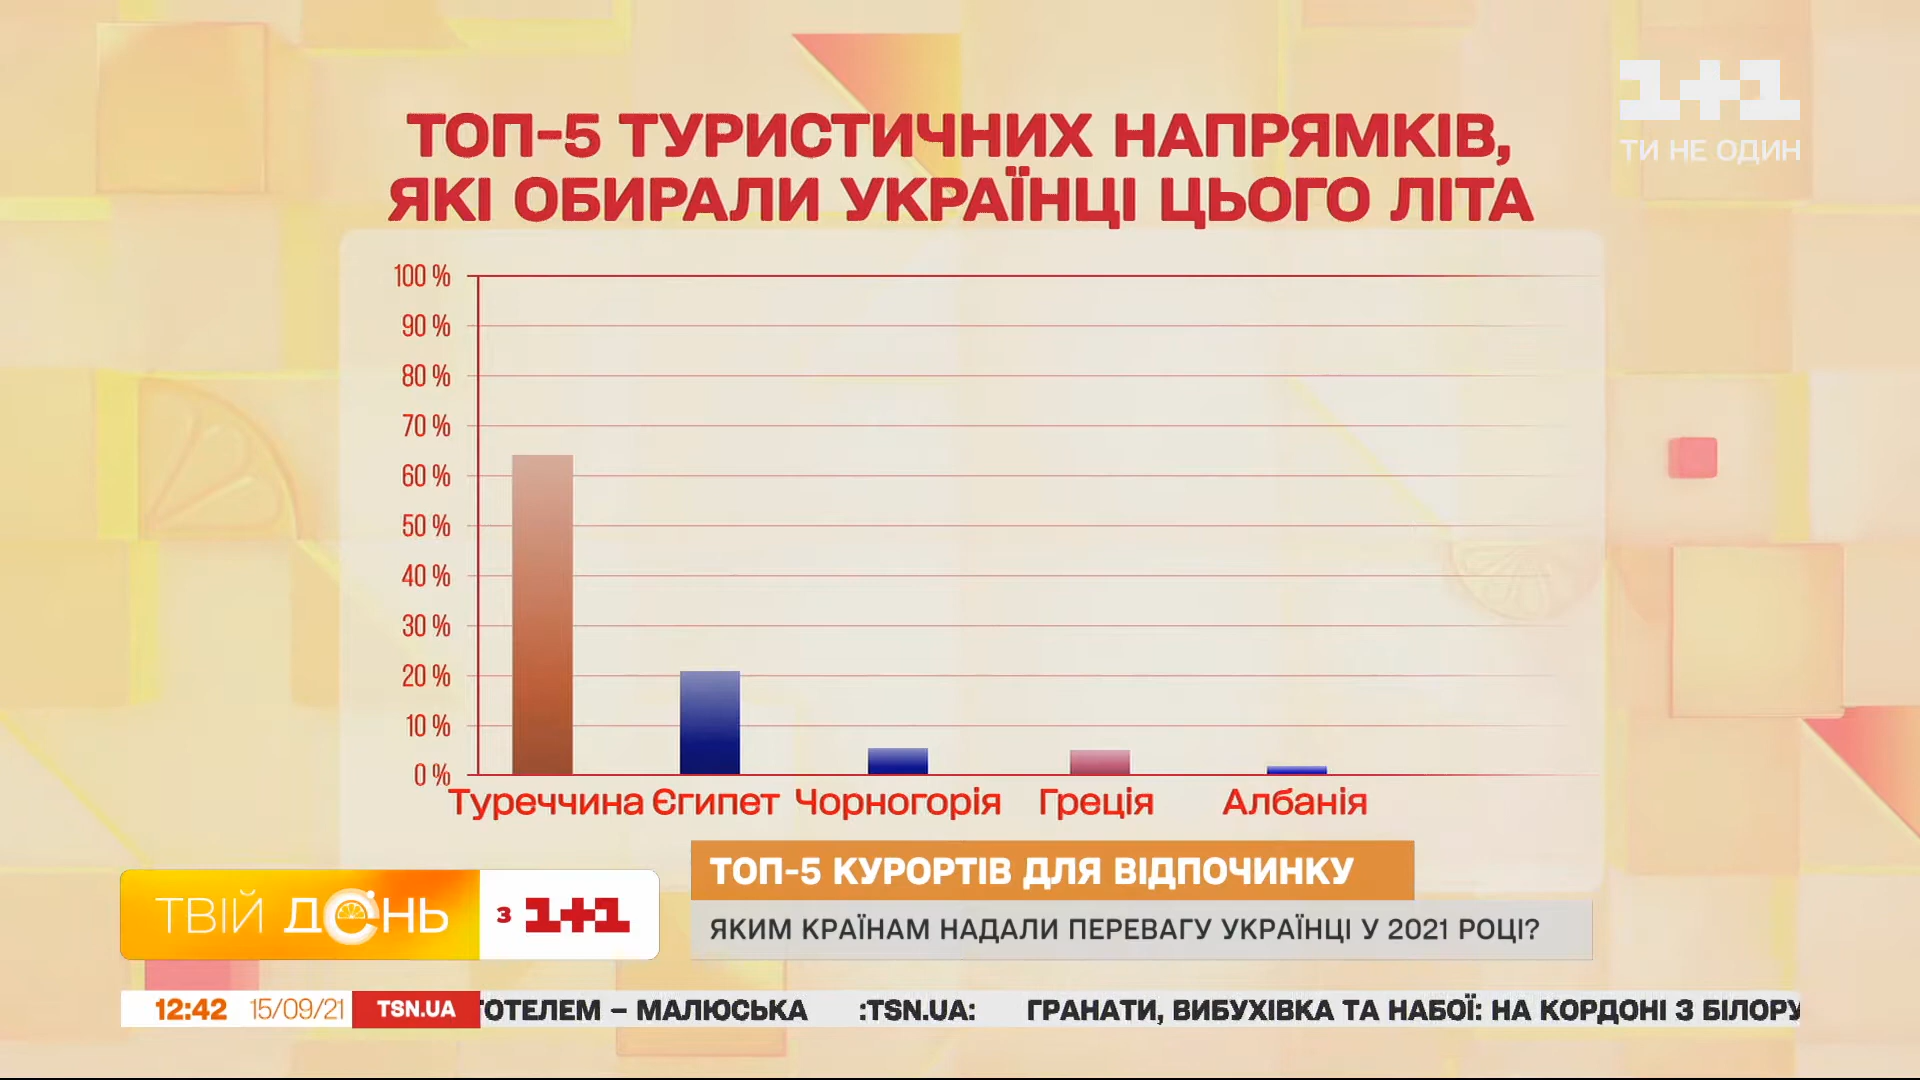 1+1
ТИ НЕ ОДИН
ТОП-5 ТУРИСТИЧНИХ НАПРЯМКІВ,
ЯКІ ОБИРАЛИ УКРАЇНЦІ ЦЬОГО ЛІТА
100 %
90 %
80 %
70 %
60 %
50 %
40 %
30 %
20 %
10 %
0 %
Туреччина Єгипет Чорногорія Греція Албанія
ТОП-5 КУРОРТІВ ДЛЯ ВІДПОЧИНКУ
ТВІЙ ДЕНЬ з 1+1
ЯКИМ КРАЇНАМ НАДАЛИ ПЕРЕВАГУ УКРАЇНЦІ У 2021 РОЦІ?
12:42 15/09/21 TSN.UA ГОТЕЛЕМ – МАЛЮСЬКА :TSN.UA: ГРАНАТИ, ВИБУХІВКА ТА НАБОЇ: НА КОРДОНІ З БІЛОРУ